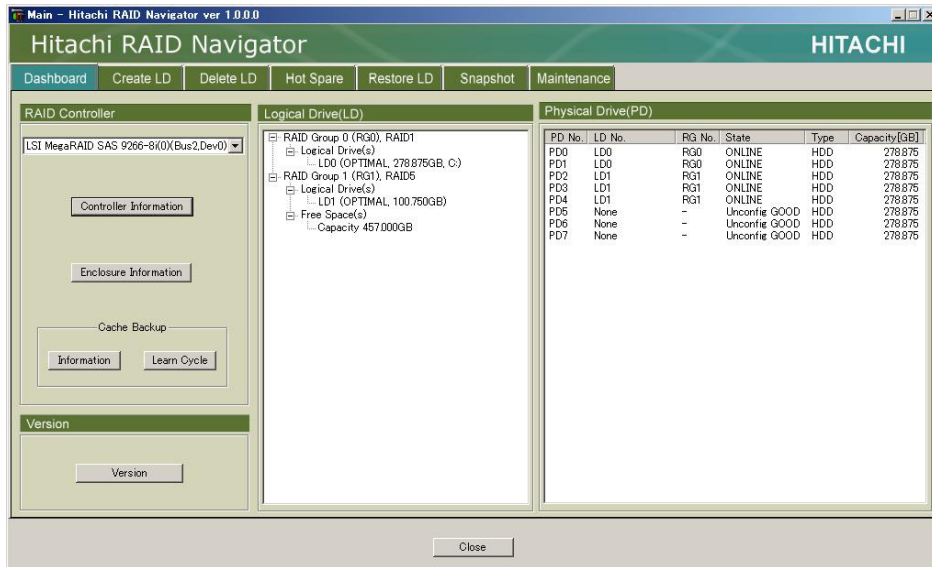 Main - Hitachi RAID Navigator ver 1.0.0.0
Hitachi RAID Navigator
HITACHI
Dashboard Create LD Delete LD Hot Spare Restore LD Snapshot Maintenance
RAID Controller
LSI MegaRAID SAS 9266-8i(0)(Bus2,Dev0)
Controller Information
Enclosure Information
Cache Backup
Information Learn Cycle
Version
Version
Logical Drive(LD)
RAID Group 0 (RG0), RAID1
Logical Drive(s)
LD0 (OPTIMAL, 278.875GB, C:)
RAID Group 1 (RG1), RAID5
Logical Drive(s)
LD1 (OPTIMAL, 100.750GB)
Free Space(s)
Capacity 457.000GB
Physical Drive(PD)
PD No. LD No. RG No. State Type Capacity[GB]
PD0 LD0 RG0 ONLINE HDD 278.875
PD1 LD0 RG0 ONLINE HDD 278.875
PD2 LD1 RG1 ONLINE HDD 278.875
PD3 LD1 RG1 ONLINE HDD 278.875
PD4 LD1 RG1 ONLINE HDD 278.875
PD5 None - Unconfig GOOD HDD 278.875
PD6 None - Unconfig GOOD HDD 278.875
PD7 None - Unconfig GOOD HDD 278.875
Close